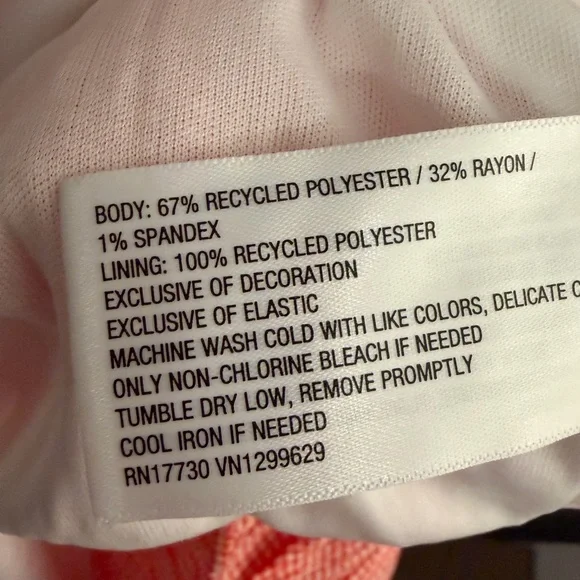 BODY: 67% RECYCLED POLYESTER / 32% RAYON /
1% SPANDEX
LINING: 100% RECYCLED POLYESTER
EXCLUSIVE OF DECORATION
EXCLUSIVE OF ELASTIC
MACHINE WASH COLD WITH LIKE COLORS, DELICATE
ONLY NON-CHLORINE BLEACH IF NEEDED
TUMBLE DRY LOW, REMOVE PROMPTLY
COOL IRON IF NEEDED
RN17730 VN1299629